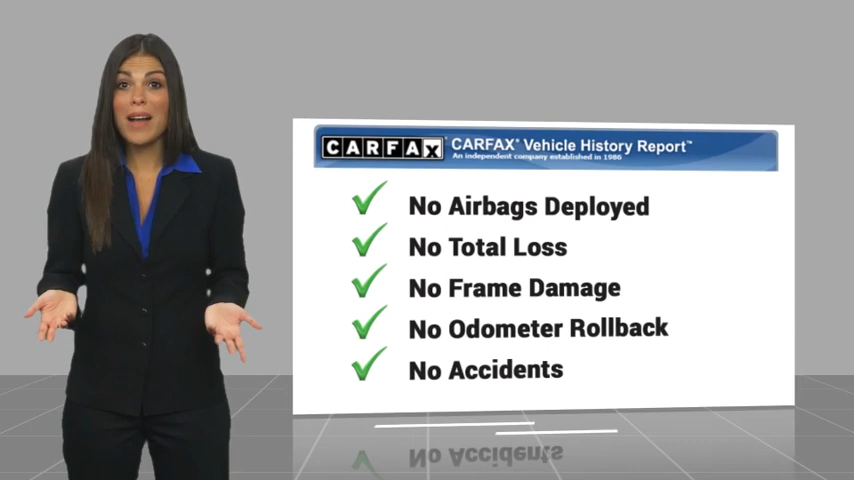 CARFAX CARFAX® Vehicle History Report™
An independent company established in 1986
No Airbags Deployed
No Total Loss
No Frame Damage
No Odometer Rollback
No Accidents
No Accidents